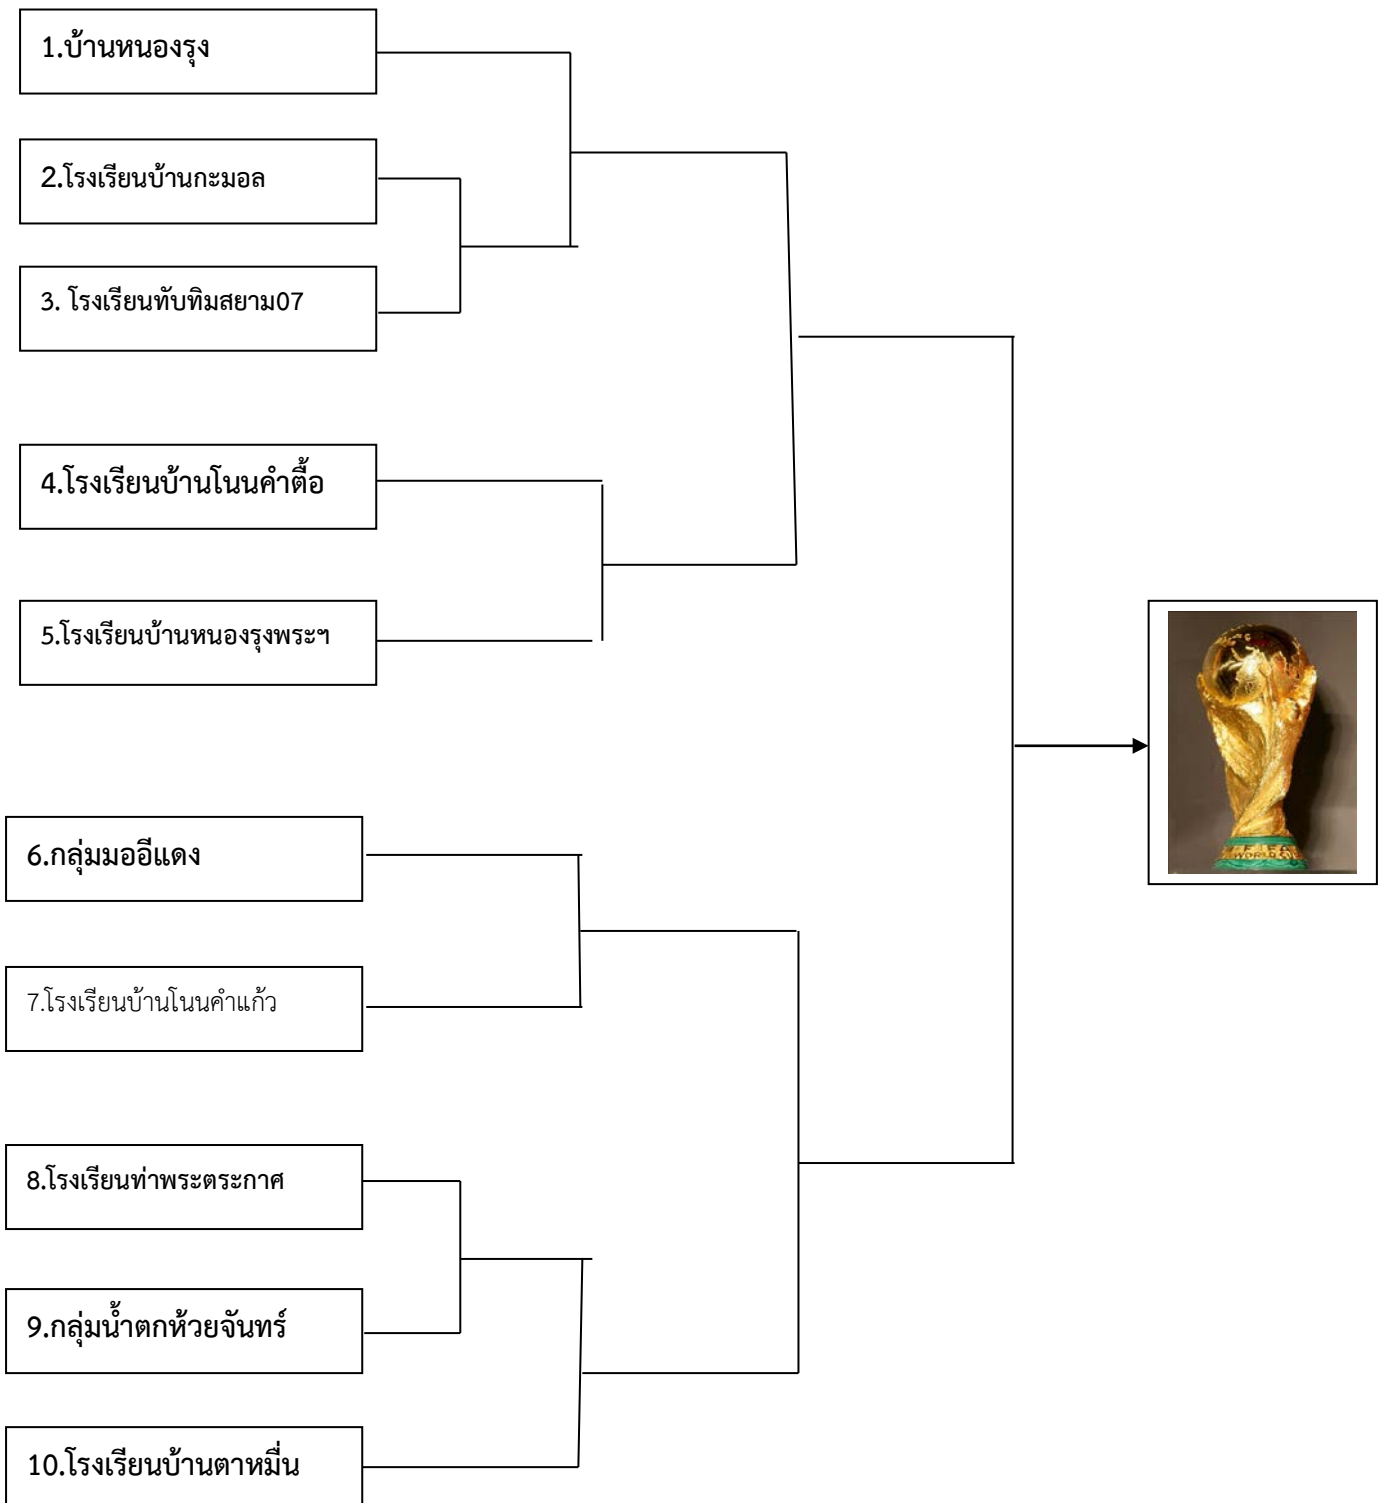 1.บ้านหนองรุง
2.โรงเรียนบ้านกะมอล
3. โรงเรียนทับทิมสยาม07
4.โรงเรียนบ้านโนนคำตื้อ
5.โรงเรียนบ้านหนองรุงพระฯ
6.กลุ่มมออีแดง
7.โรงเรียนบ้านโนนคำแก้ว
8.โรงเรียนท่าพระตระกาศ
9.กลุ่มน้ำตกห้วยจันทร์
10.โรงเรียนบ้านตาหมื่น
FIFA
WORLD CUP